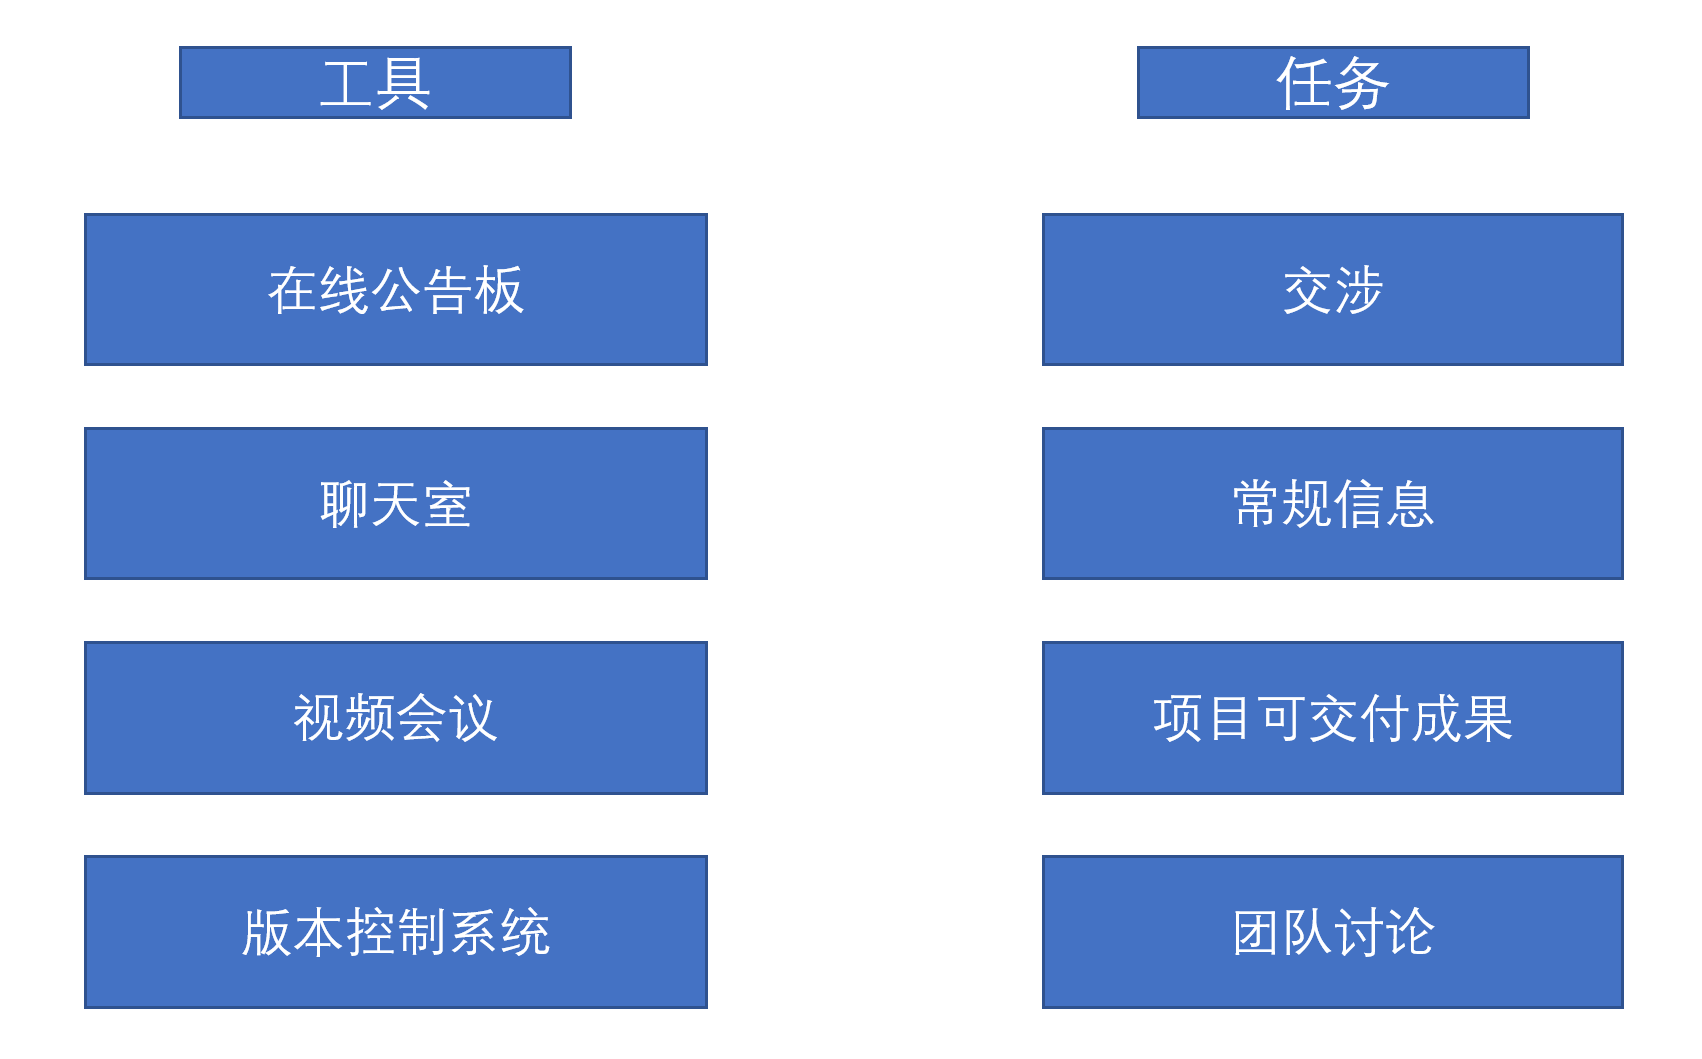 工具
任务
在线公告板
交涉
聊天室
常规信息
视频会议
项目可交付成果
版本控制系统
团队讨论